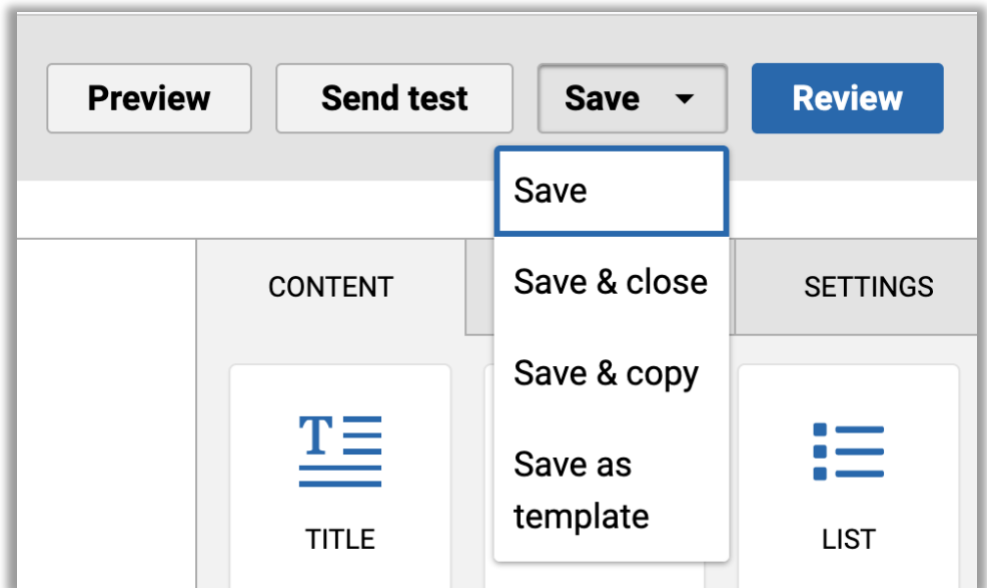 Preview
Send test
Save
Review
Save
Save & close
Save & copy
Save as
template
CONTENT
SETTINGS
TITLE
LIST